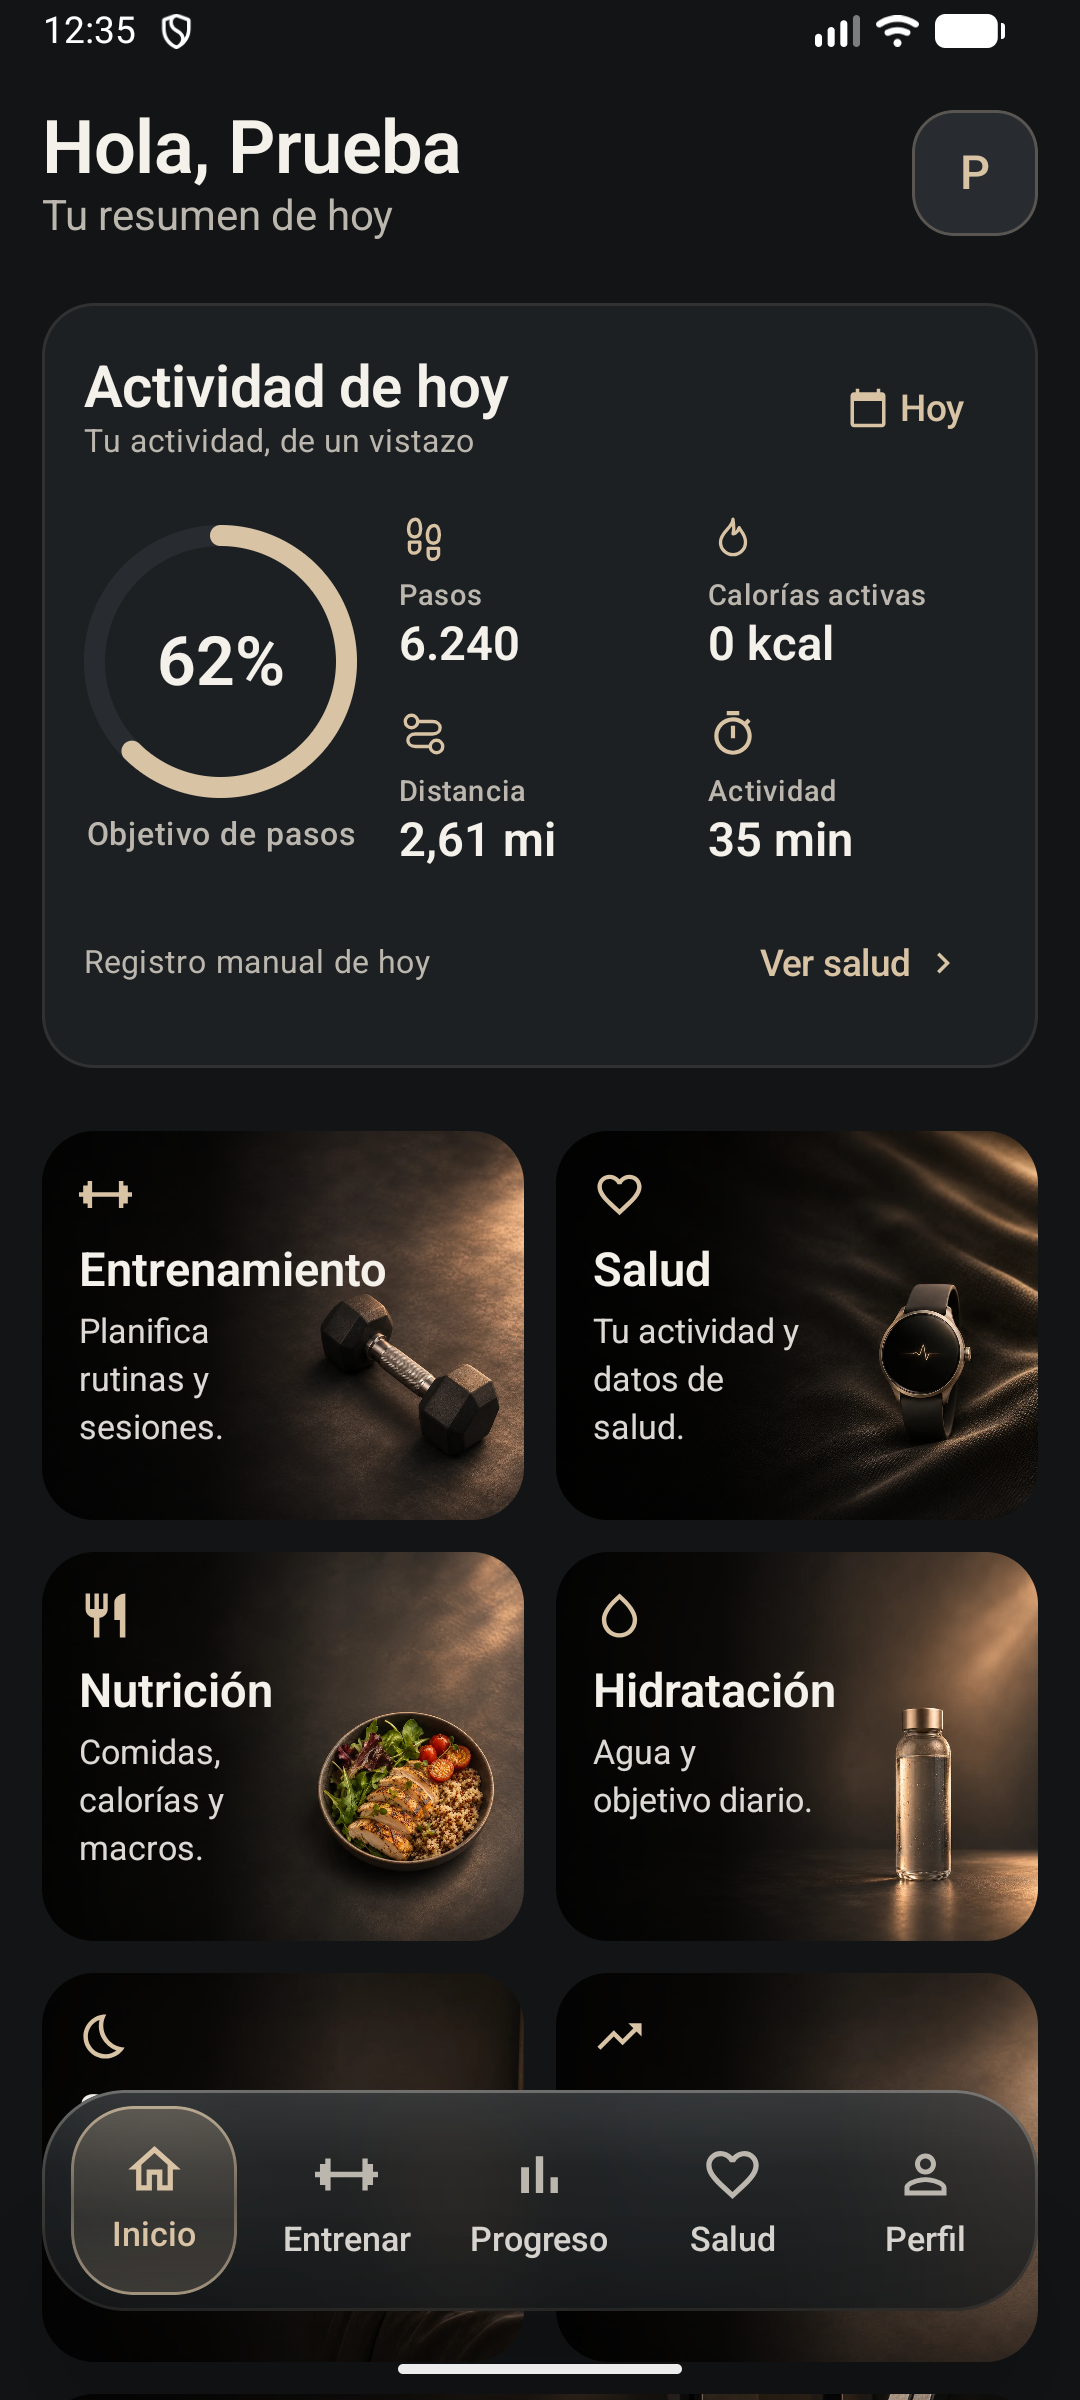 12:35
Hola, Prueba
P
Tu resumen de hoy
Actividad de hoy
Hoy
Tu actividad, de un vistazo
62%
Objetivo de pasos
Pasos
6.240
Calorías activas
0 kcal
Distancia
2,61 mi
Actividad
35 min
Registro manual de hoy
Ver salud
Entrenamiento
Planifica
rutinas y
sesiones.
Salud
Tu actividad y
datos de
salud.
Nutrición
Comidas,
calorías y
macros.
Hidratación
Agua y
objetivo diario.
Inicio
Entrenar
Progreso
Salud
Perfil